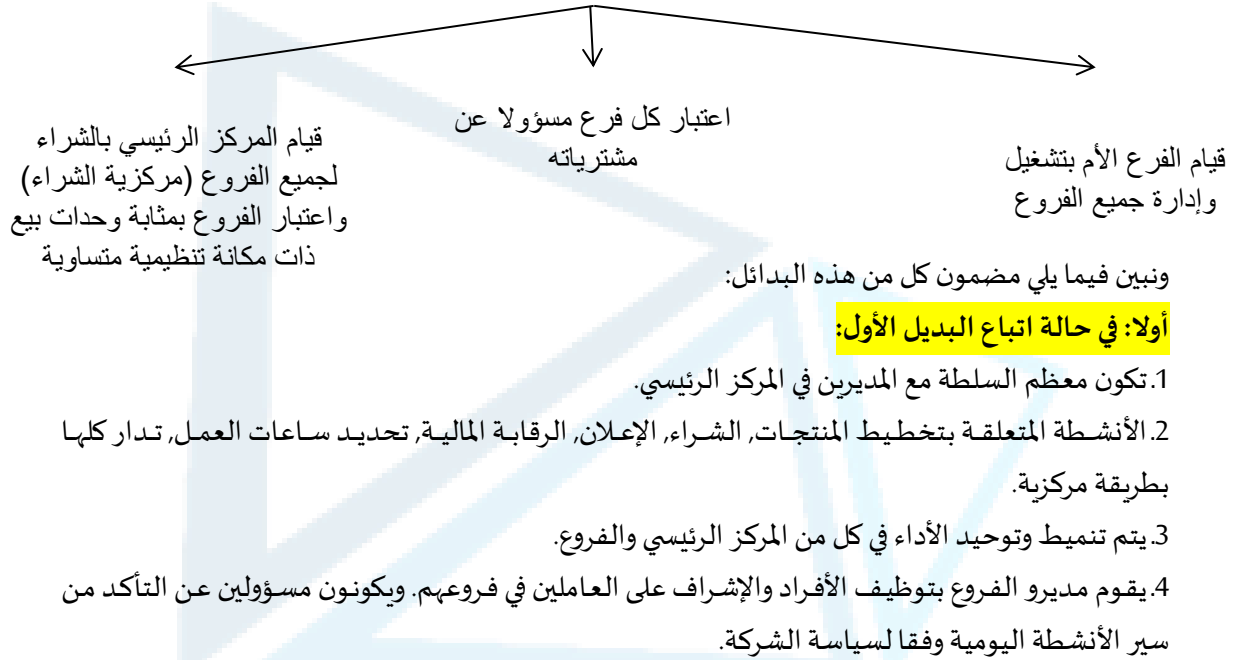 قيام الفرع الأم بتشغيل
وإدارة جميع الفروع
اعتبار كل فرع مسؤولا عن
مشترياته
قيام المركز الرئيسي بالشراء
لجميع الفروع (مركزية الشراء)
واعتبار الفروع بمثابة وحدات بيع
ذات مكانة تنظيمية متساوية
ونبين فيما يلي مضمون كل من هذه البدائل:
أولا: في حالة اتباع البديل الأول:
1. تكون معظم السلطة مع المديرين في المركز الرئيسي.
2. الأنشطة المتعلقة بتخطيط المنتجات, الشراء, الإعلان, الرقابة المالية, تحديد ساعات العمل, تدار كلها
بطريقة مركزية.
3. يتم تنميط وتوحيد الأداء في كل من المركز الرئيسي والفروع.
4. يقوم مديرو الفروع بتوظيف الأفراد والإشراف على العاملين في فروعهم. ويكونون مسؤولين عن التأكد من
سير الأنشطة اليومية وفقا لسياسة الشركة.